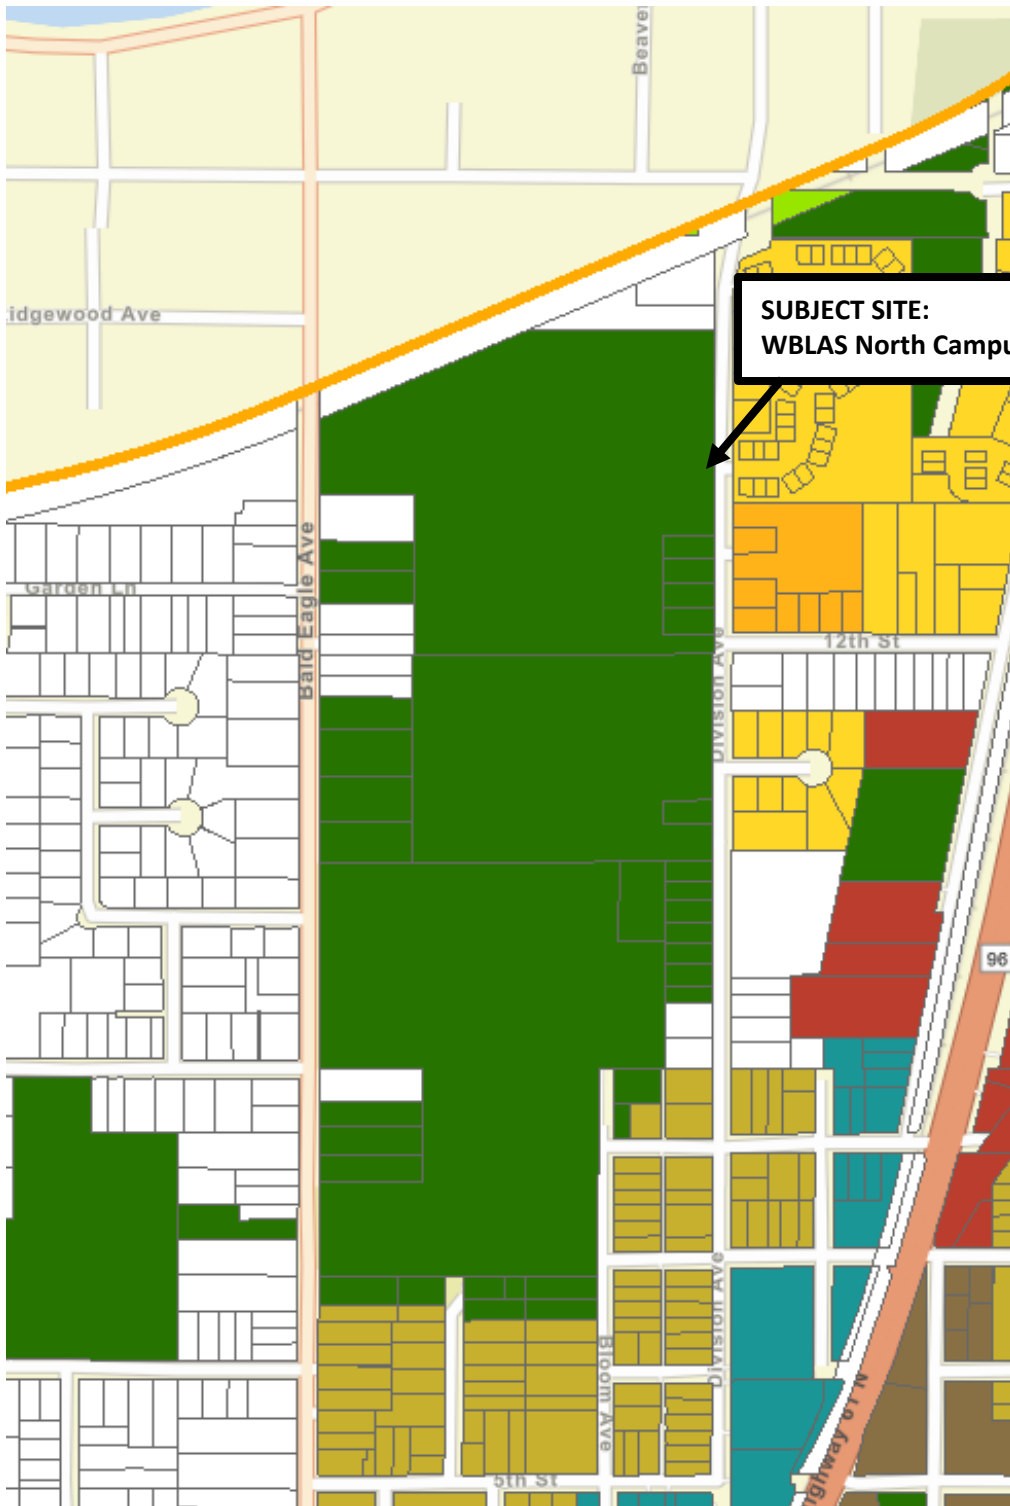 Beaver
idgewood Ave
SUBJECT SITE:
WBLAS North Campu
Garden Ln
Bald Eagle Ave
Division Ave
12th St
96
Division Ave
Bloom Ave
ighway 61 N
5th St